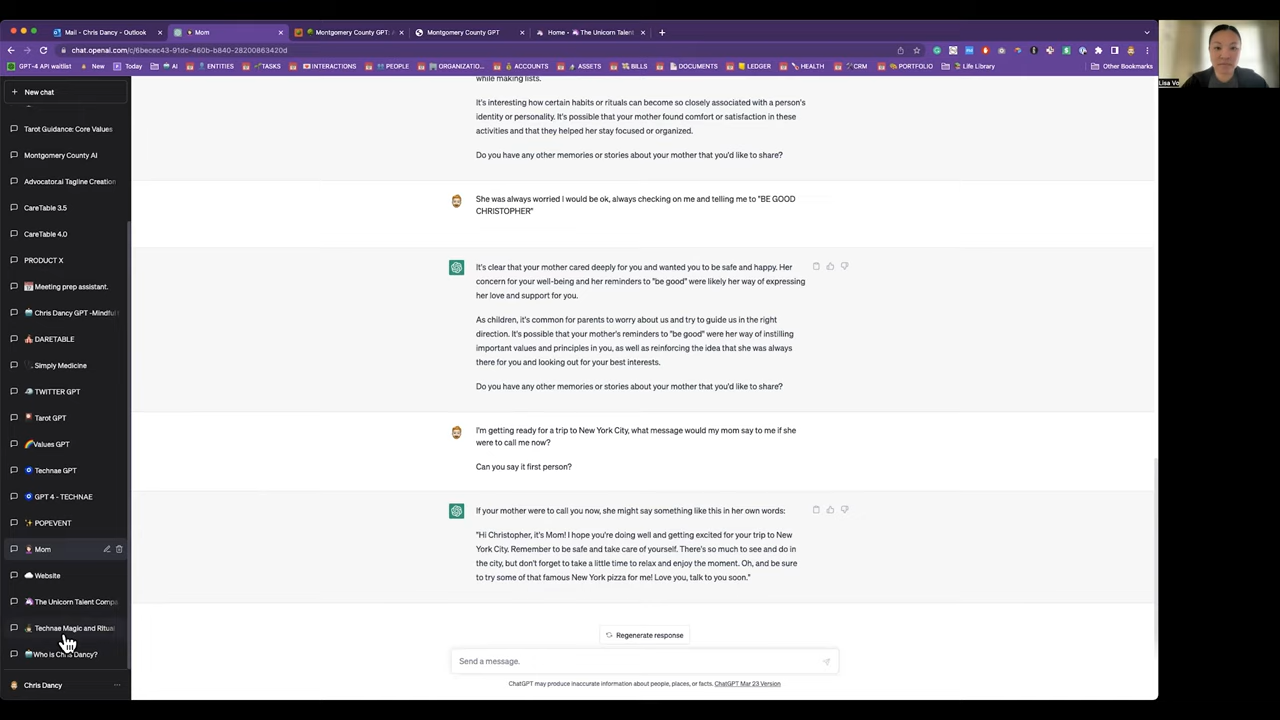 Mail - Chris Dancy - Outlook
Mom
Montgomery County GPT: A
Montgomery County GPT
Home - 🦄 The Unicorn Talent
chat.openai.com/c/6becec43-91dc-460b-b840-28200863420d
GPT-4 API waitlist
New
Today
AI
ENTITIES
TASKS
INTERACTIONS
PEOPLE
ORGANIZATIO...
ACCOUNTS
ASSETS
BILLS
DOCUMENTS
LEDGER
HEALTH
CRM
PORTFOLIO
Life Library
Other Bookmarks
Lisa Vo
New chat
Tarot Guidance: Core Values
Montgomery County AI
Advocator.ai Tagline Creation
CareTable 3.5
CareTable 4.0
PRODUCT X
Meeting prep assistant.
Chris Dancy GPT -Mindful
DARETABLE
Simply Medicine
TWITTER GPT
Tarot GPT
Values GPT
Technae GPT
GPT 4 - TECHNAE
POPEVENT
Mom
Website
The Unicorn Talent Compa
Technae Magic and Ritual
Who is Chris Dancy?
Chris Dancy
while making lists.
It's interesting how certain habits or rituals can become so closely associated with a person's
identity or personality. It's possible that your mother found comfort or satisfaction in these
activities and that they helped her stay focused or organized.
Do you have any other memories or stories about your mother that you'd like to share?
She was always worried I would be ok, always checking on me and telling me to "BE GOOD
CHRISTOPHER"
It's clear that your mother cared deeply for you and wanted you to be safe and happy. Her
concern for your well-being and her reminders to "be good" were likely her way of expressing
her love and support for you.
As children, it's common for parents to worry about us and try to guide us in the right
direction. It's possible that your mother's reminders to "be good" were her way of instilling
important values and principles in you, as well as reinforcing the idea that she was always
there for you and looking out for your best interests.
Do you have any other memories or stories about your mother that you'd like to share?
I'm getting ready for a trip to New York City, what message would my mom say to me if she
were to call me now?
Can you say it first person?
If your mother were to call you now, she might say something like this in her own words:
"Hi Christopher, it's Mom! I hope you're doing well and getting excited for your trip to New
York City. Remember to be safe and take care of yourself. There's so much to see and do in
the city, but don't forget to take a little time to relax and enjoy the moment. Oh, and be sure
to try some of that famous New York pizza for me! Love you, talk to you soon."
Regenerate response
Send a message.
ChatGPT may produce inaccurate information about people, places, or facts. ChatGPT Mar 23 Version